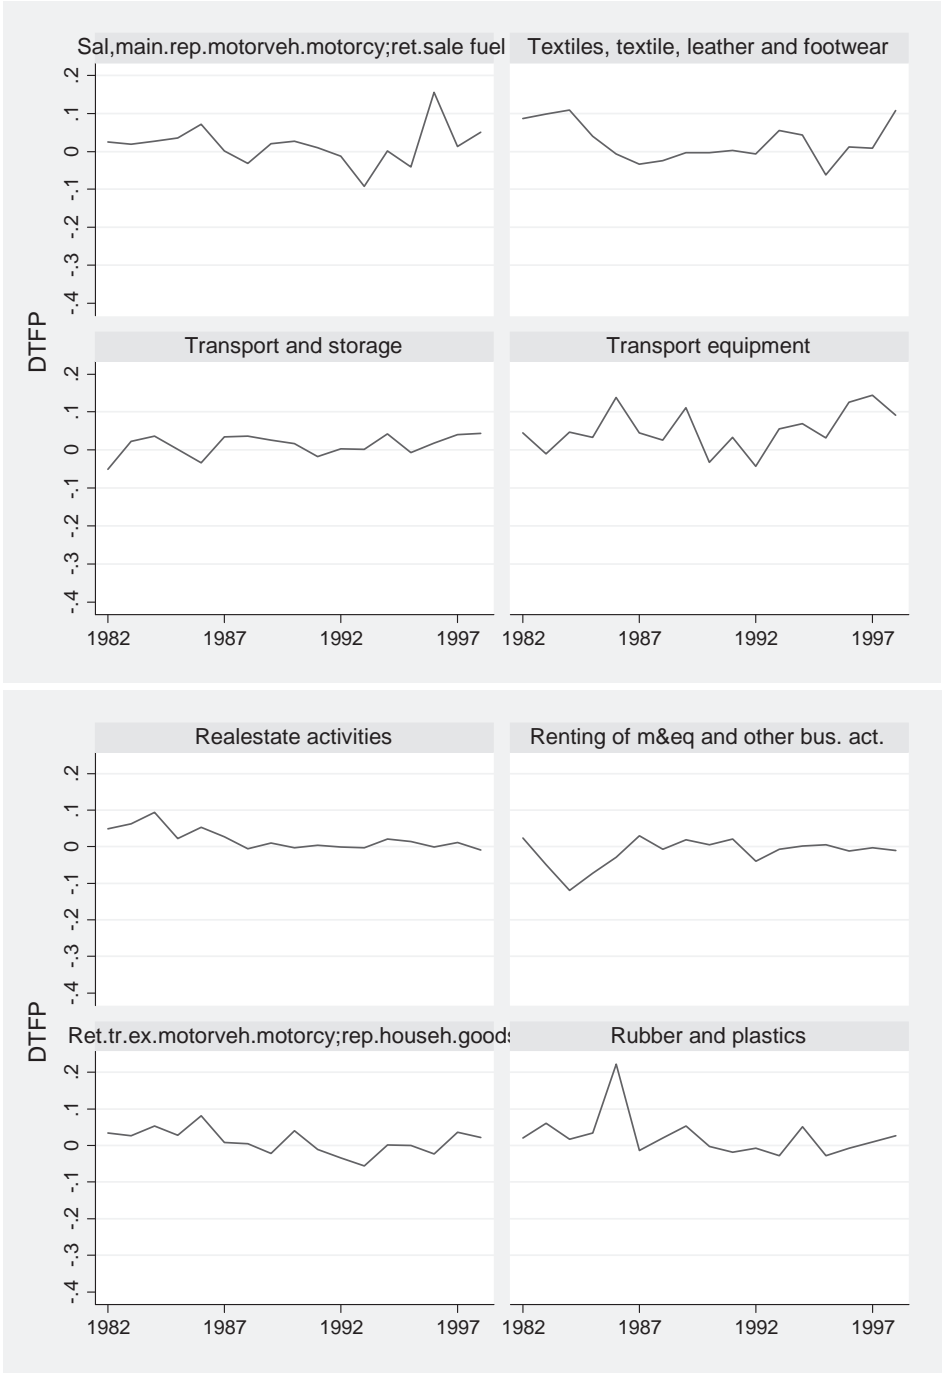 Sal,main.rep.motorveh.motorcy;ret.sale fuel
Textiles, textile, leather and footwear
.2
.1
0
-.1
-.2
-.3
-.4
DTFP
Transport and storage
Transport equipment
.2
.1
0
-.1
-.2
-.3
-.4
1982 1987 1992 1997
1982 1987 1992 1997
Realestate activities
Renting of m&eq and other bus. act.
.2
.1
0
-.1
-.2
-.3
-.4
DTFP
Ret.tr.ex.motorveh.motorcy;rep.househ.goods
Rubber and plastics
.2
.1
0
-.1
-.2
-.3
-.4
1982 1987 1992 1997
1982 1987 1992 1997